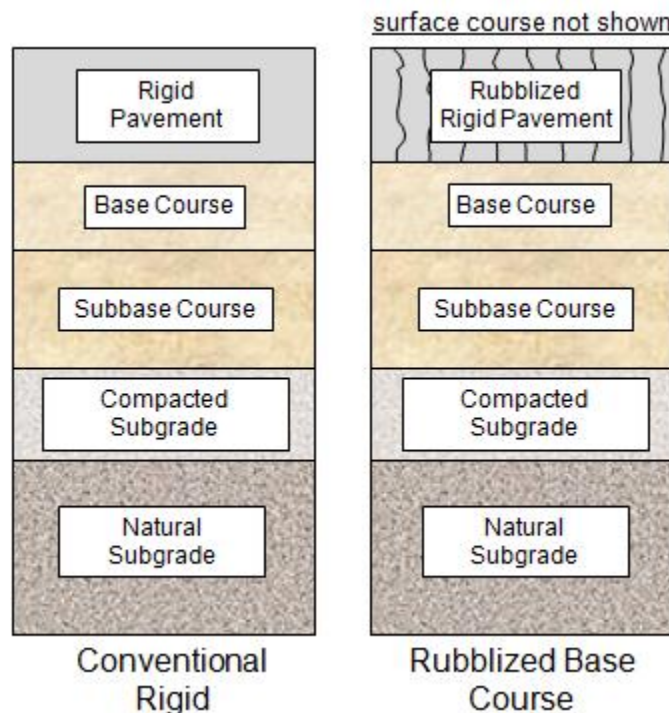 surface course not shown
Rigid
Pavement
Base Course
Subbase Course
Compacted
Subgrade
Natural
Subgrade
Conventional
Rigid
Rubblized
Rigid Pavement
Base Course
Subbase Course
Compacted
Subgrade
Natural
Subgrade
Rubblized Base
Course